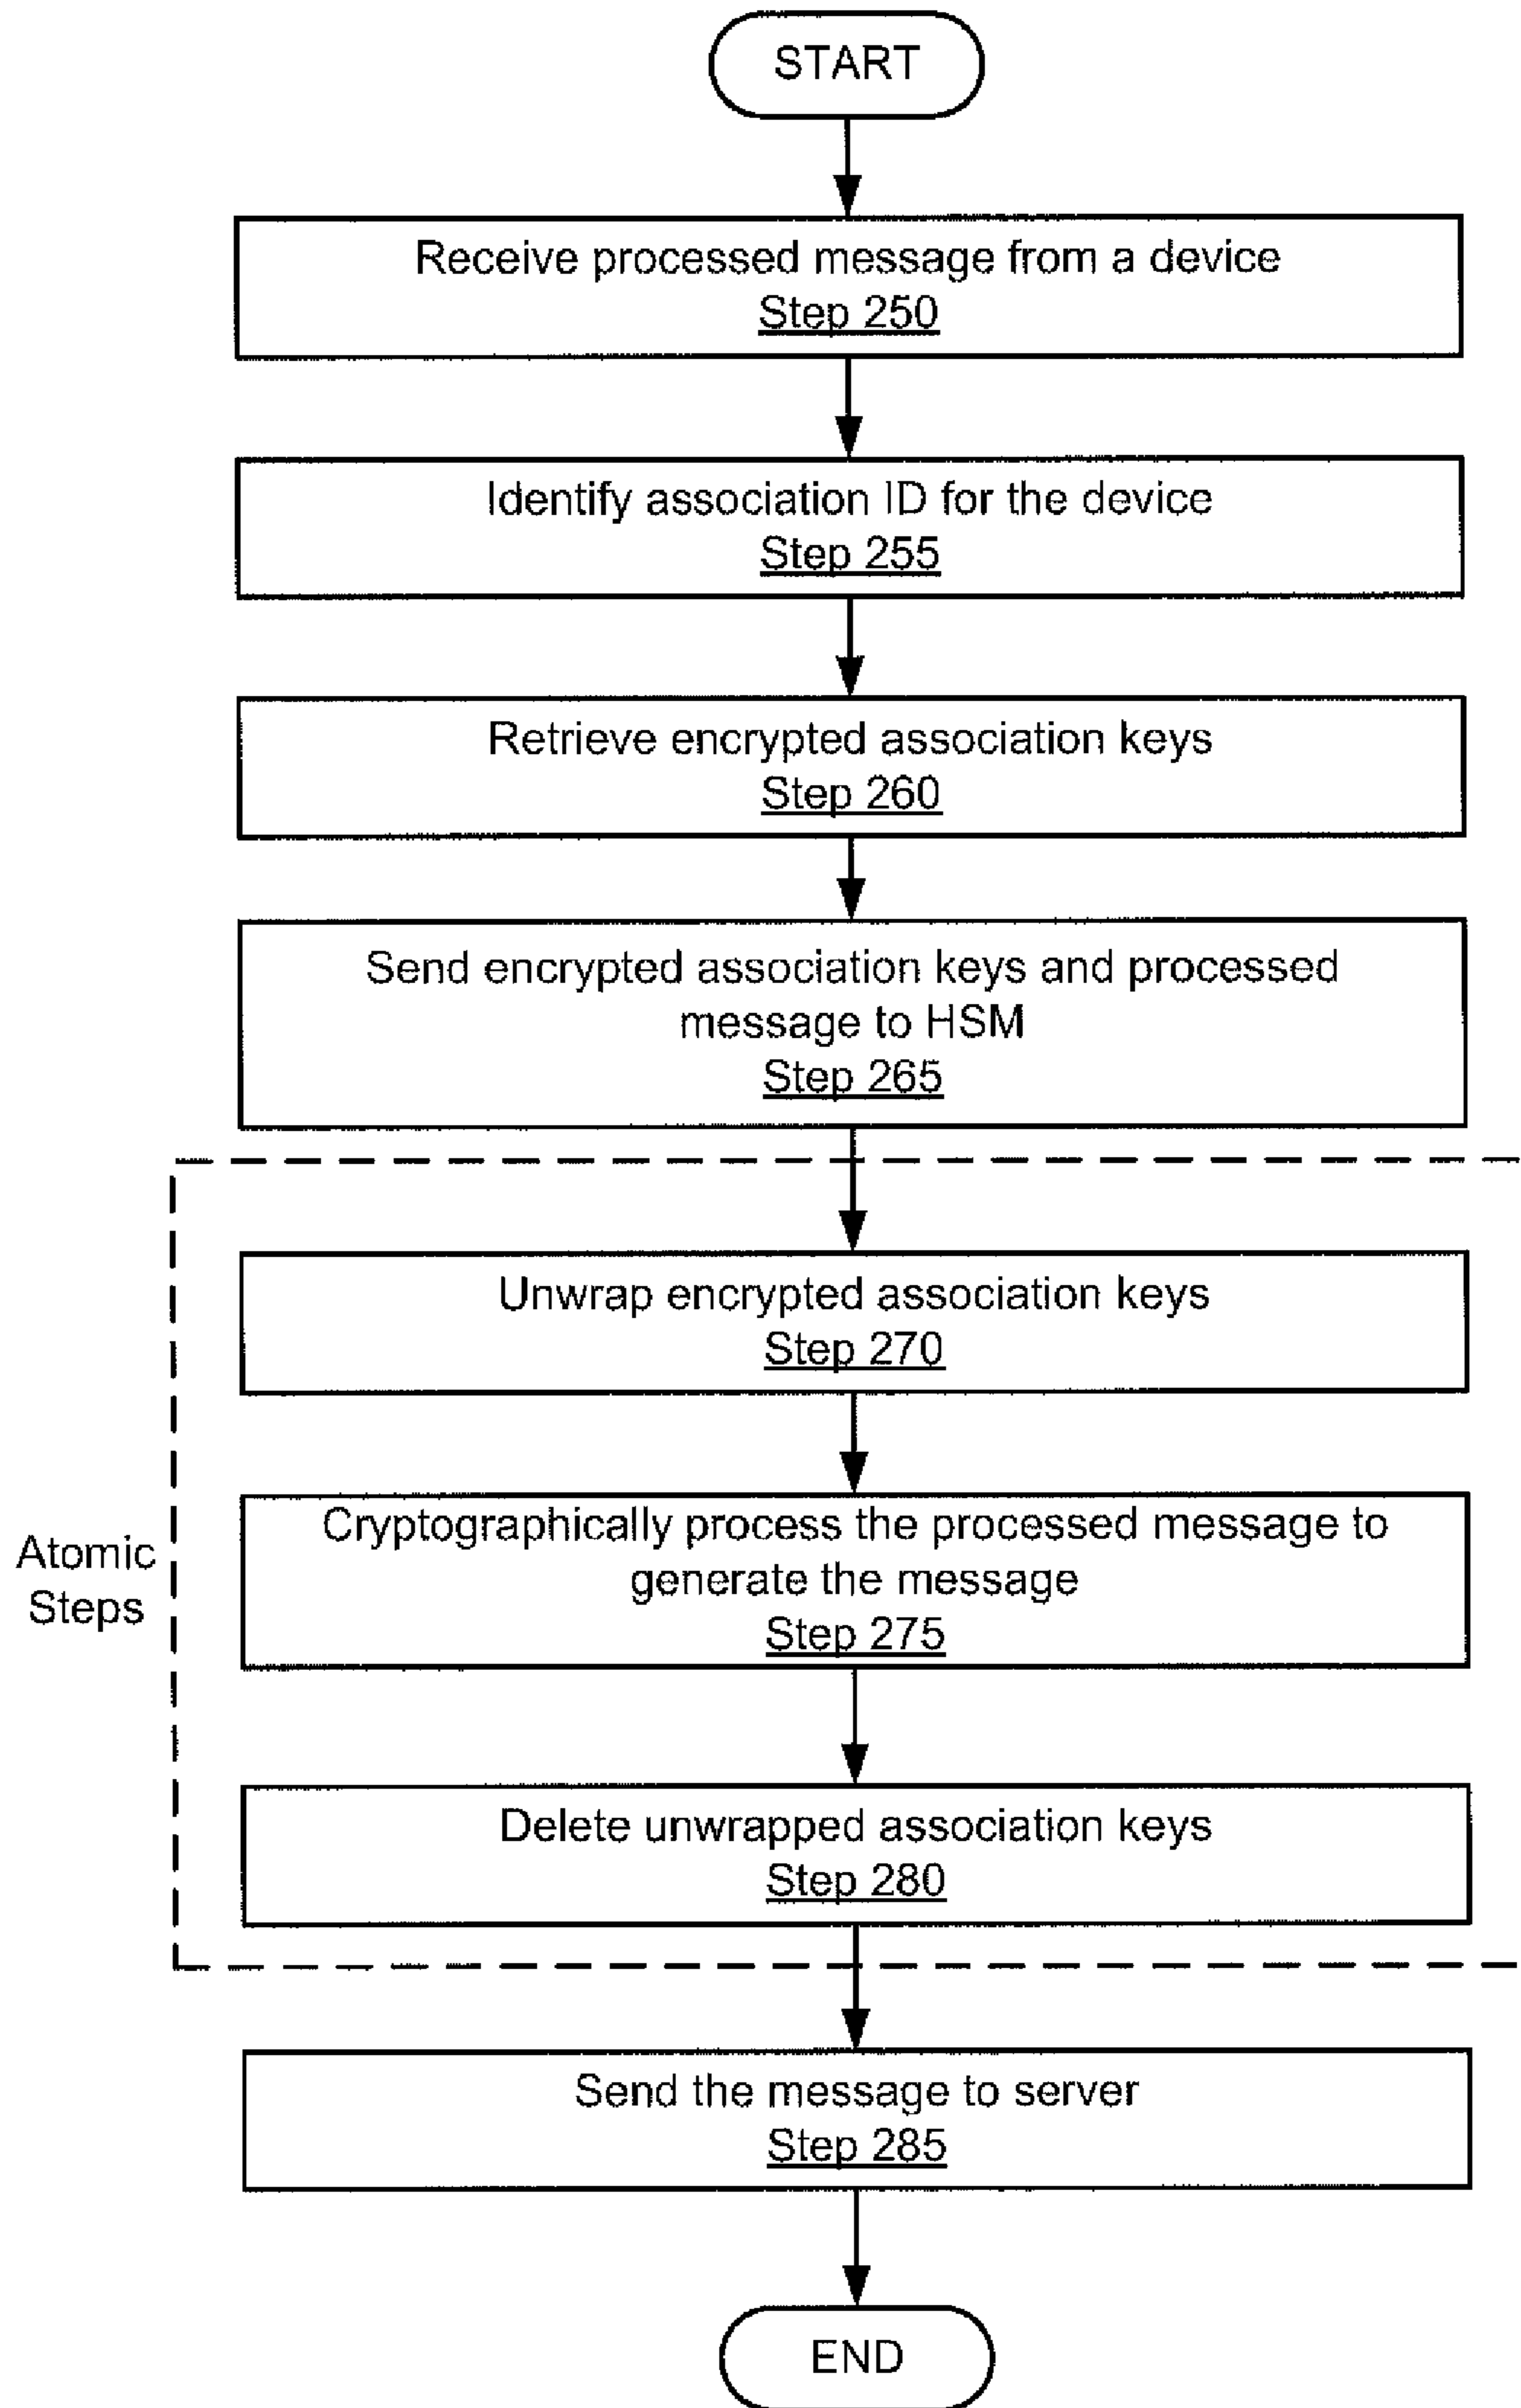 START
Receive processed message from a device
Step 250
Identify association ID for the device
Step 255
Retrieve encrypted association keys
Step 260
Send encrypted association keys and processed
message to HSM
Step 265
Unwrap encrypted association keys
Step 270
Cryptographically process the processed message to
generate the message
Step 275
Atomic
Steps
Delete unwrapped association keys
Step 280
Send the message to server
Step 285
END